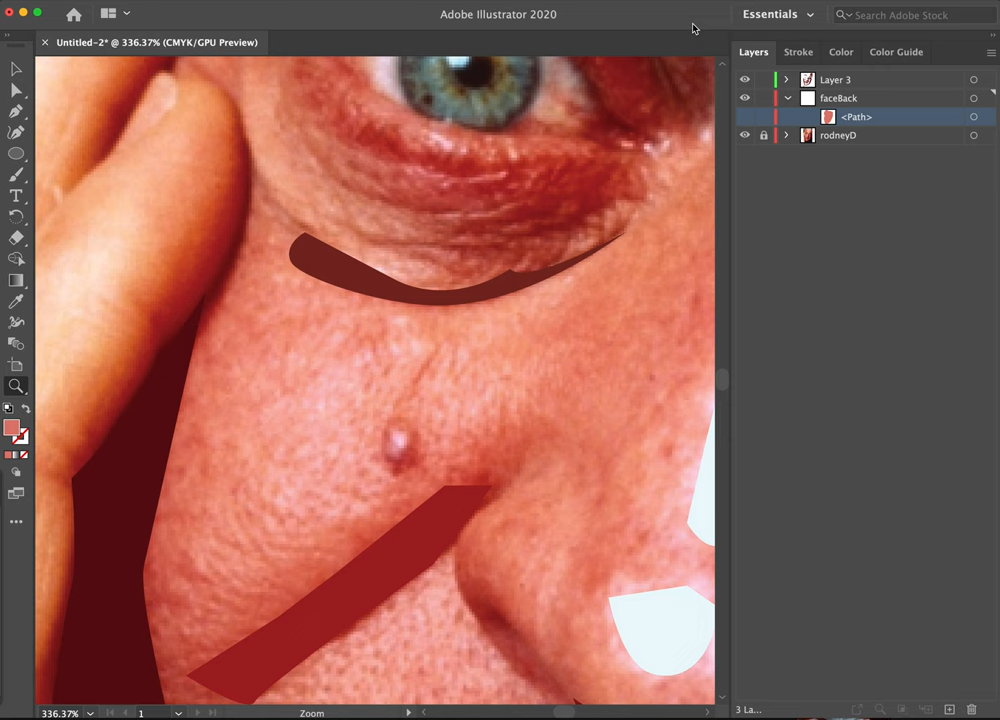 Adobe Illustrator 2020
Essentials
Search Adobe Stock
Untitled-2* @ 336.37% (CMYK/GPU Preview)
Layers Stroke Color Color Guide
Layer 3
faceBack
<Path>
rodneyD
T
336.37% 1 Zoom
3 La...